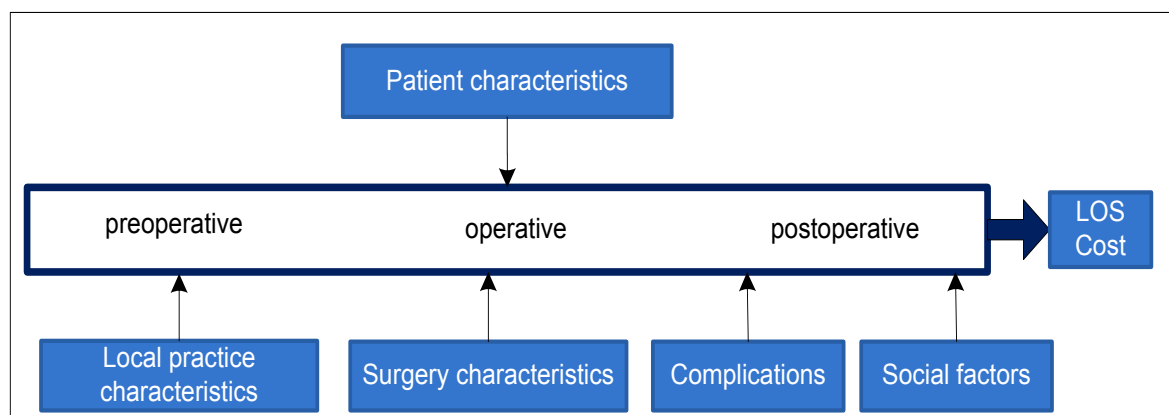 Patient characteristics
preoperative
operative
postoperative
LOS
Cost
Local practice
characteristics
Surgery characteristics
Complications
Social factors